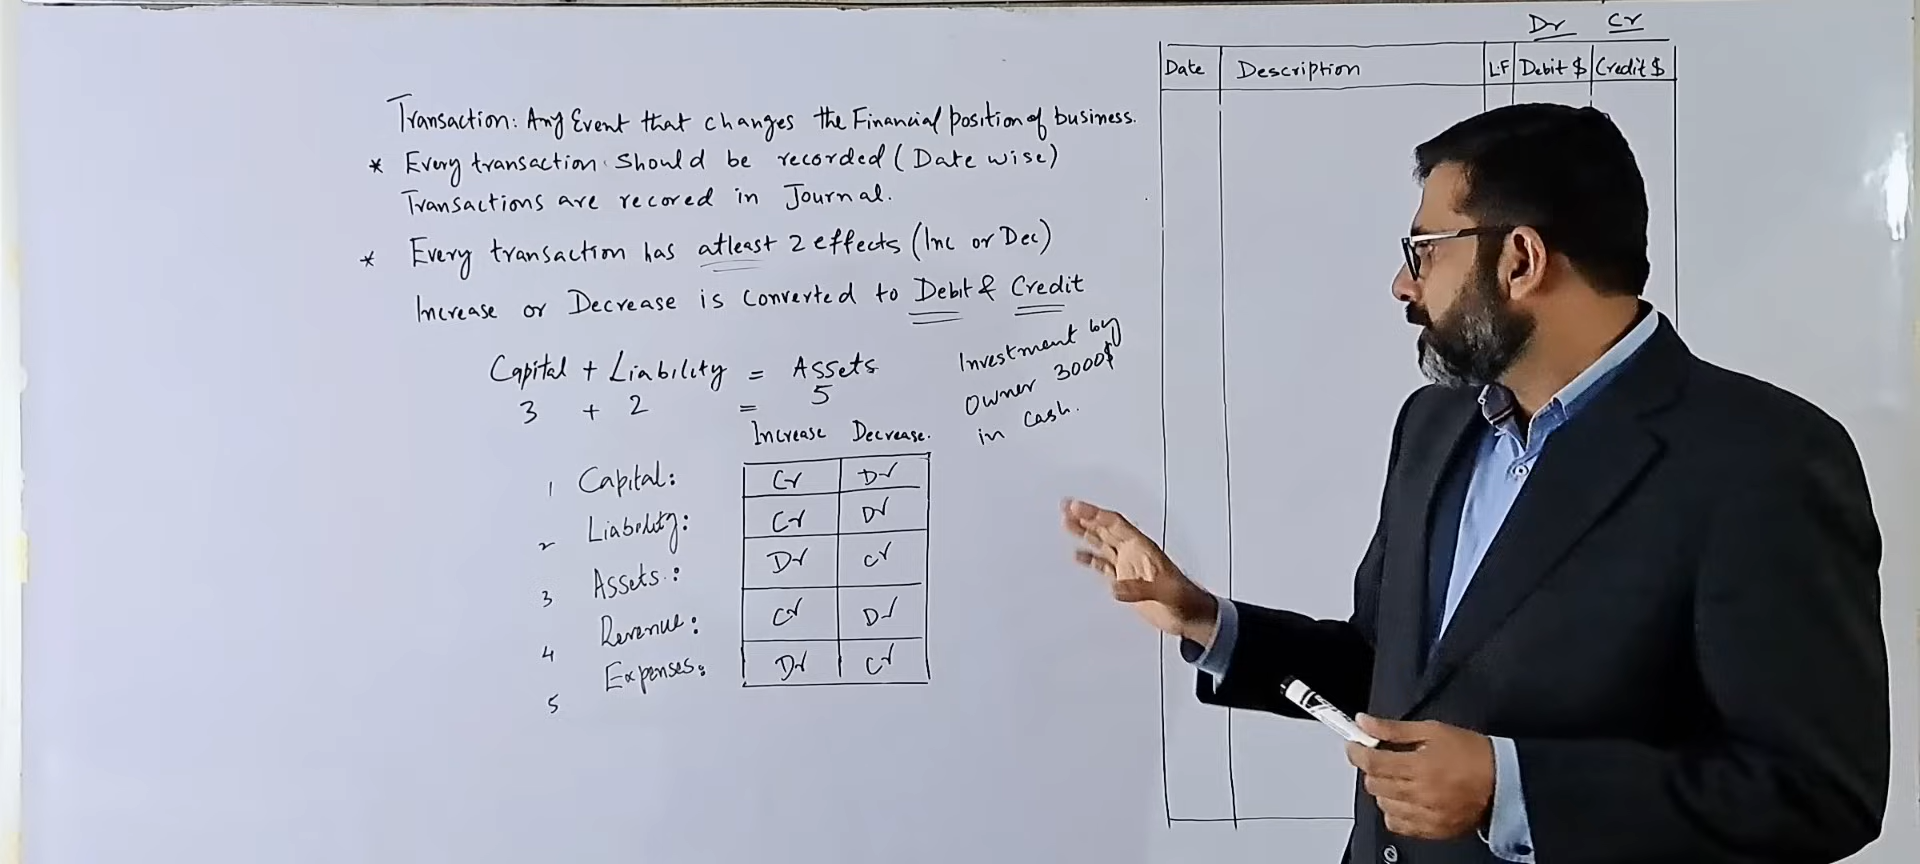 Transaction: Any Event that changes the Financial position of business.
* Every transaction should be recorded (Date wise)
Transactions are recored in Journal.
* Every transaction has atleast 2 effects (Inc or Dec)
Increase or Decrease is converted to Debit & Credit
Capital + Liability = Assets
3 + 2 = 5
Investment by
owner 3000$
in cash.
Increase Decrease.
1 Capital: Cr Dr
2 Liability: Cr Dr
3 Assets: Dr Cr
4 Revenue: Cr Dr
5 Expenses: Dr Cr
Dr Cr
Date Description L.F Debit $ Credit $